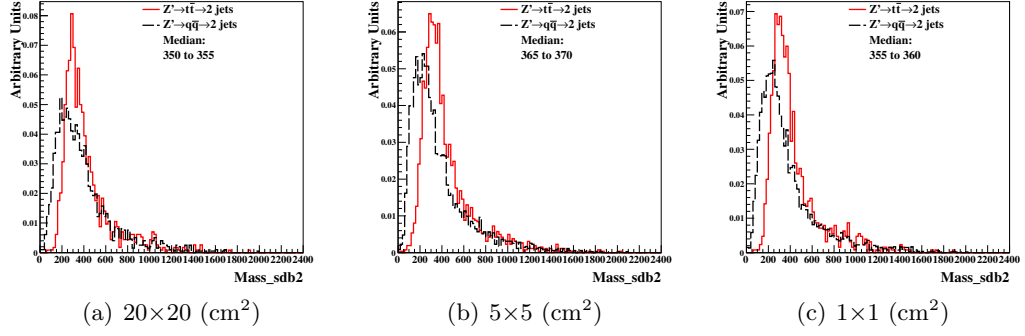 Arbitrary Units
0.08
0.07
0.06
0.05
0.04
0.03
0.02
0.01
0
Z'→tt̄→2 jets
Z'→qq̄→2 jets
Median:
350 to 355
0 200 400 600 800 1000 1200 1400 1600 1800 2000 2200 2400
Mass_sdb2
(a) 20×20 (cm²)
Arbitrary Units
0.06
0.05
0.04
0.03
0.02
0.01
0
Z'→tt̄→2 jets
Z'→qq̄→2 jets
Median:
365 to 370
0 200 400 600 800 1000 1200 1400 1600 1800 2000 2200 2400
Mass_sdb2
(b) 5×5 (cm²)
Arbitrary Units
0.07
0.06
0.05
0.04
0.03
0.02
0.01
0
Z'→tt̄→2 jets
Z'→qq̄→2 jets
Median:
355 to 360
0 200 400 600 800 1000 1200 1400 1600 1800 2000 2200 2400
Mass_sdb2
(c) 1×1 (cm²)